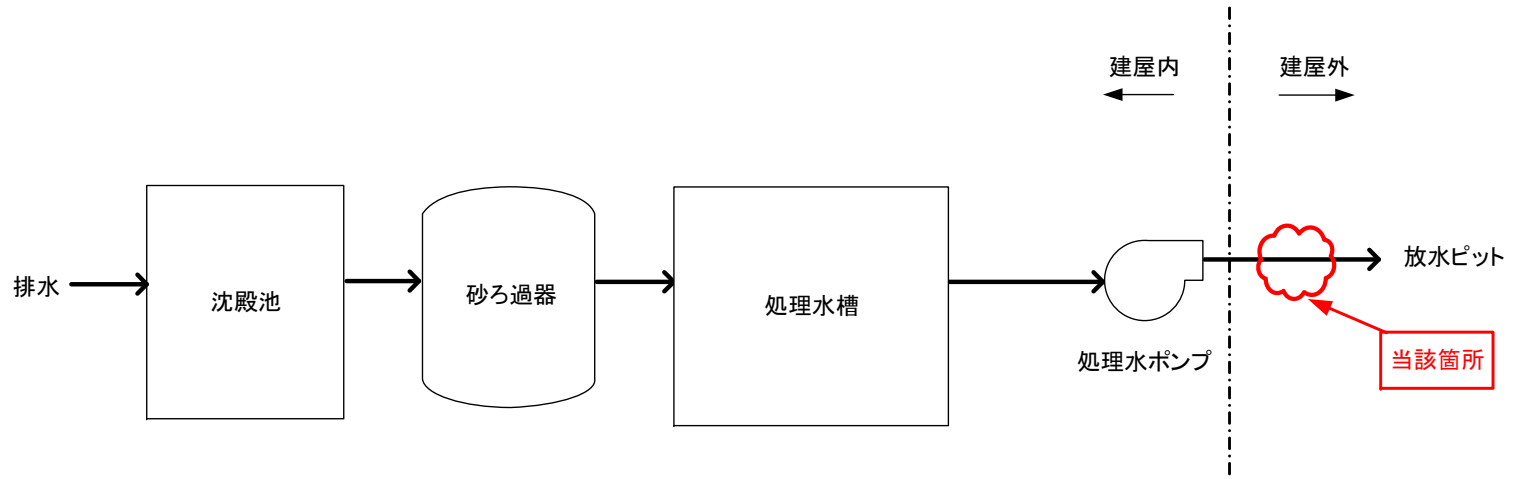 建屋内
建屋外
排水
沈殿池
砂ろ過器
処理水槽
処理水ポンプ
放水ピット
当該箇所